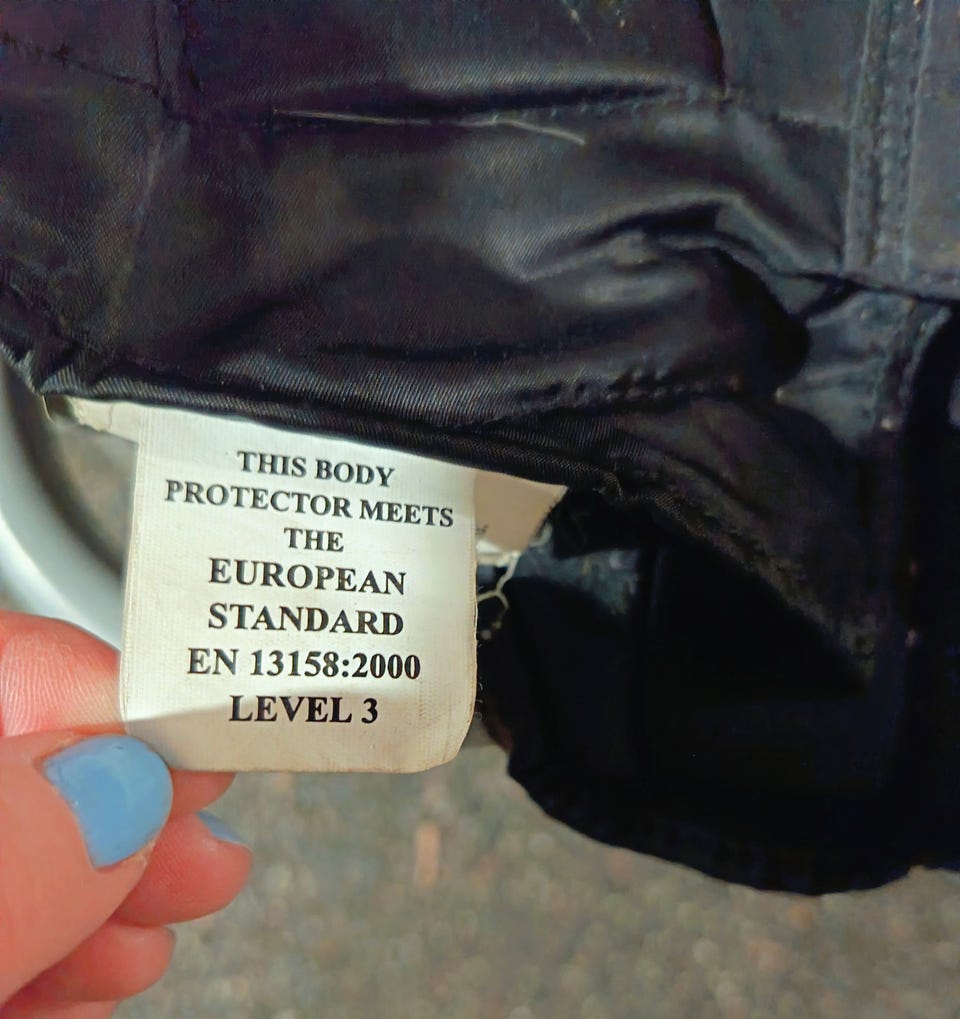 THIS BODY
PROTECTOR MEETS
THE
EUROPEAN
STANDARD
EN 13158:2000
LEVEL 3